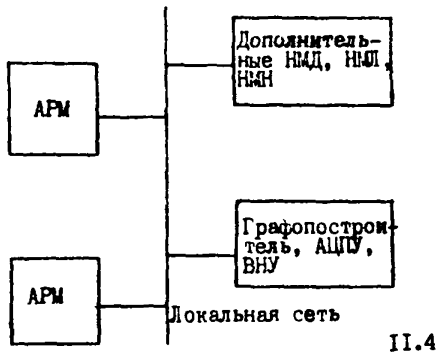 Дополнитель-
ные НМД, НМЛ,
НМН
АРМ
Графопострои-
тель, АЦПУ,
ВНУ
АРМ
Локальная сеть
II.4